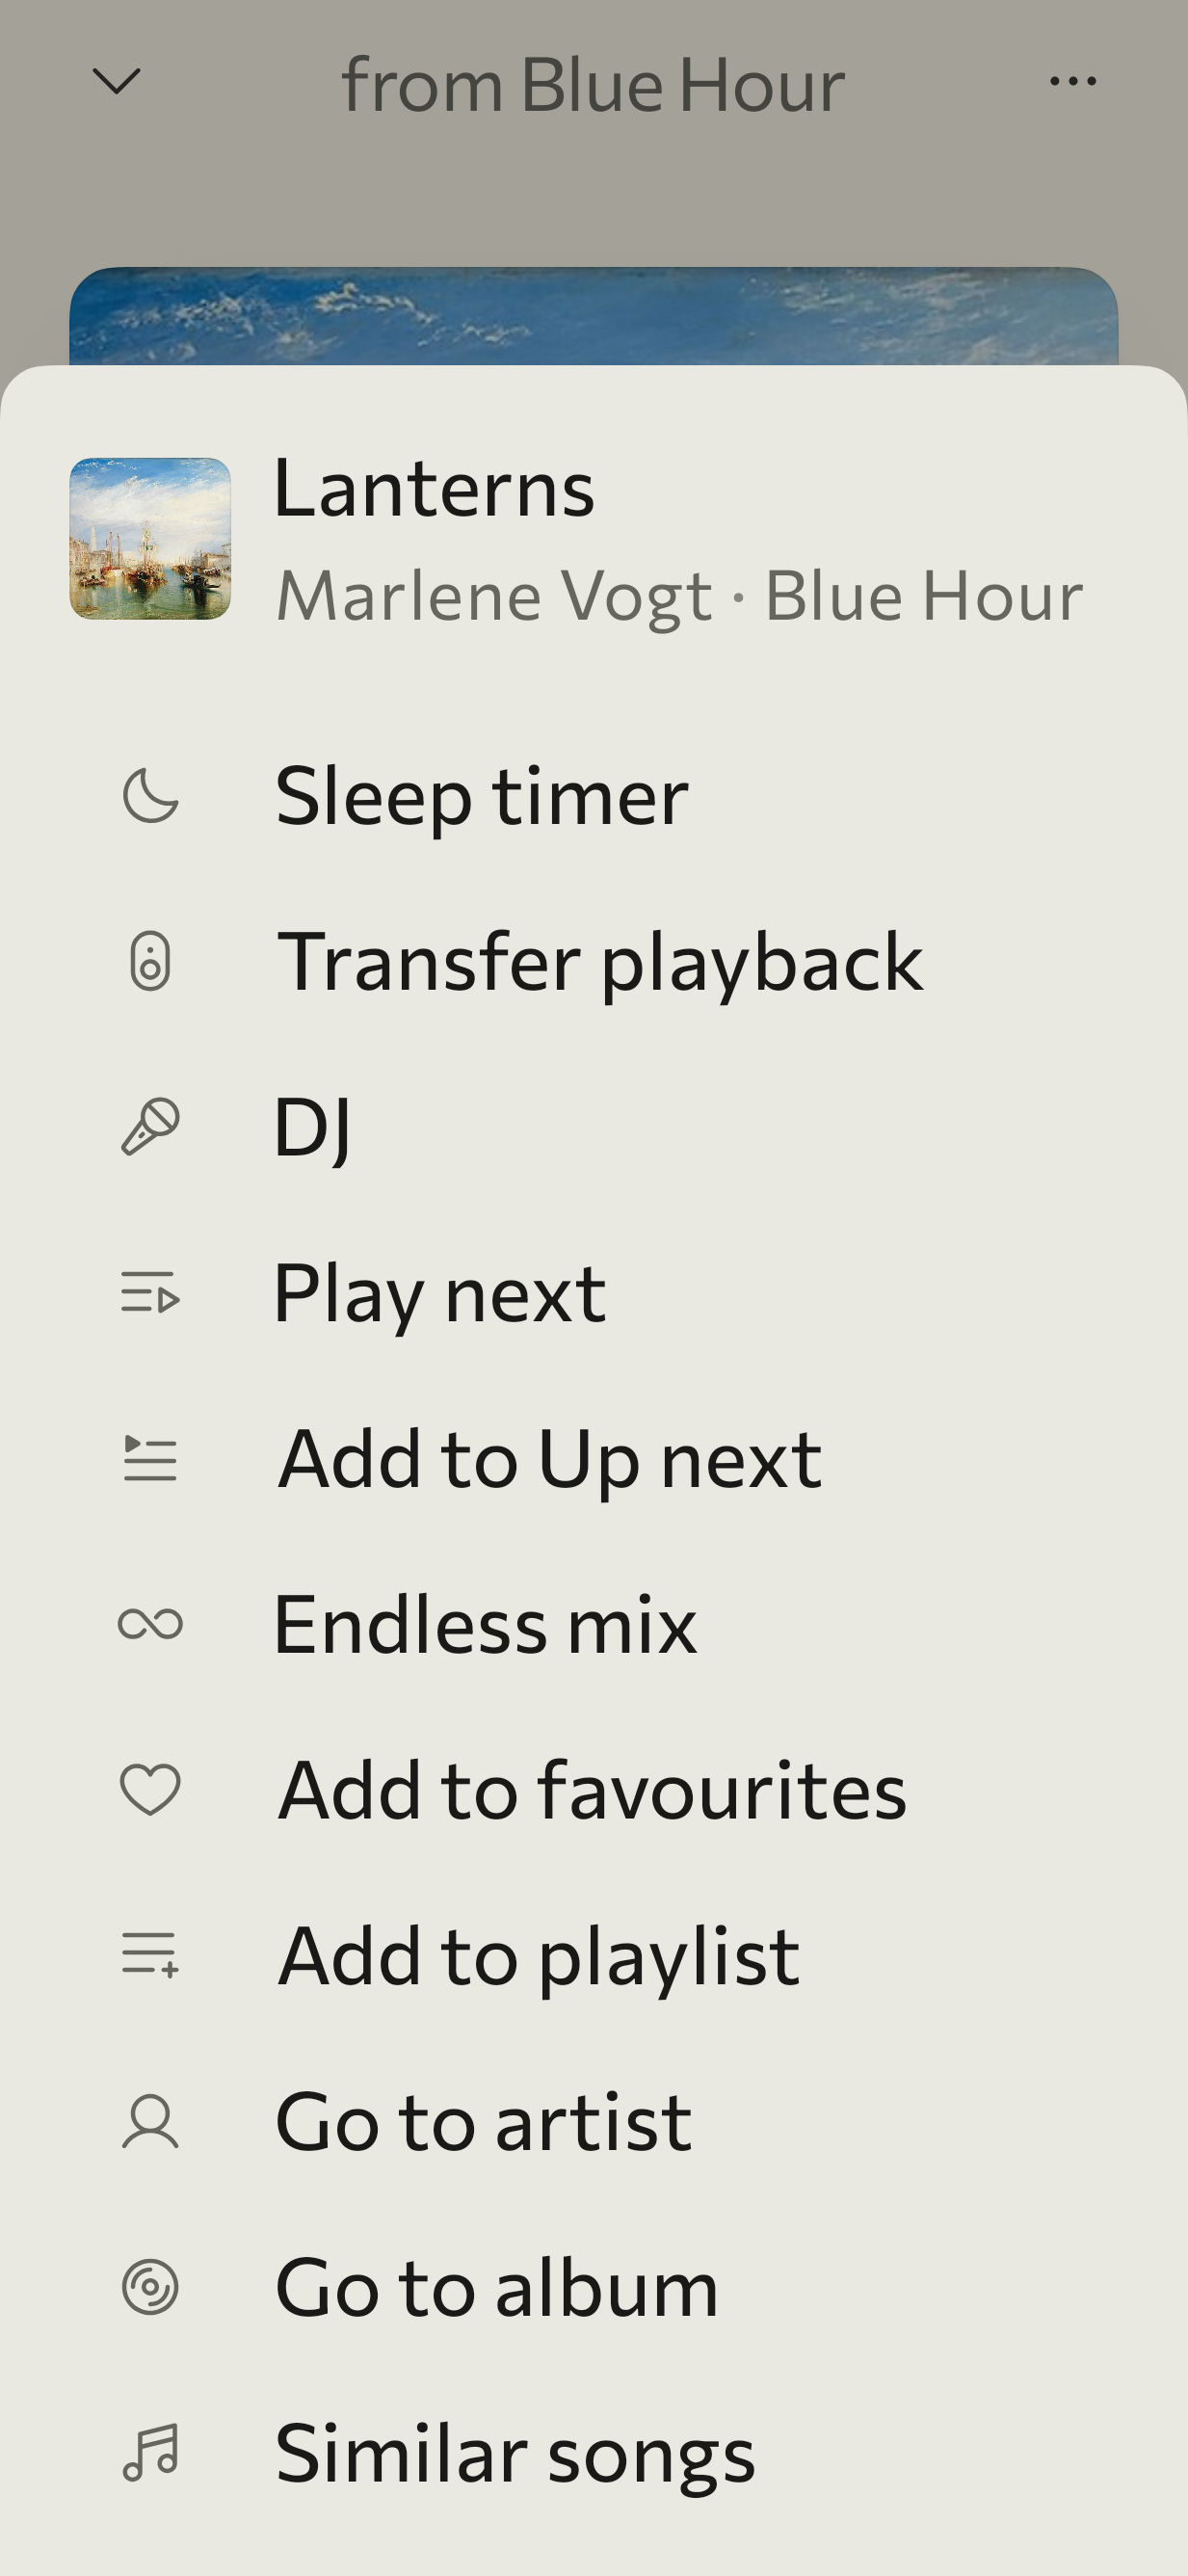 from Blue Hour
Lanterns
Marlene Vogt · Blue Hour
Sleep timer
Transfer playback
DJ
Play next
Add to Up next
Endless mix
Add to favourites
Add to playlist
Go to artist
Go to album
Similar songs